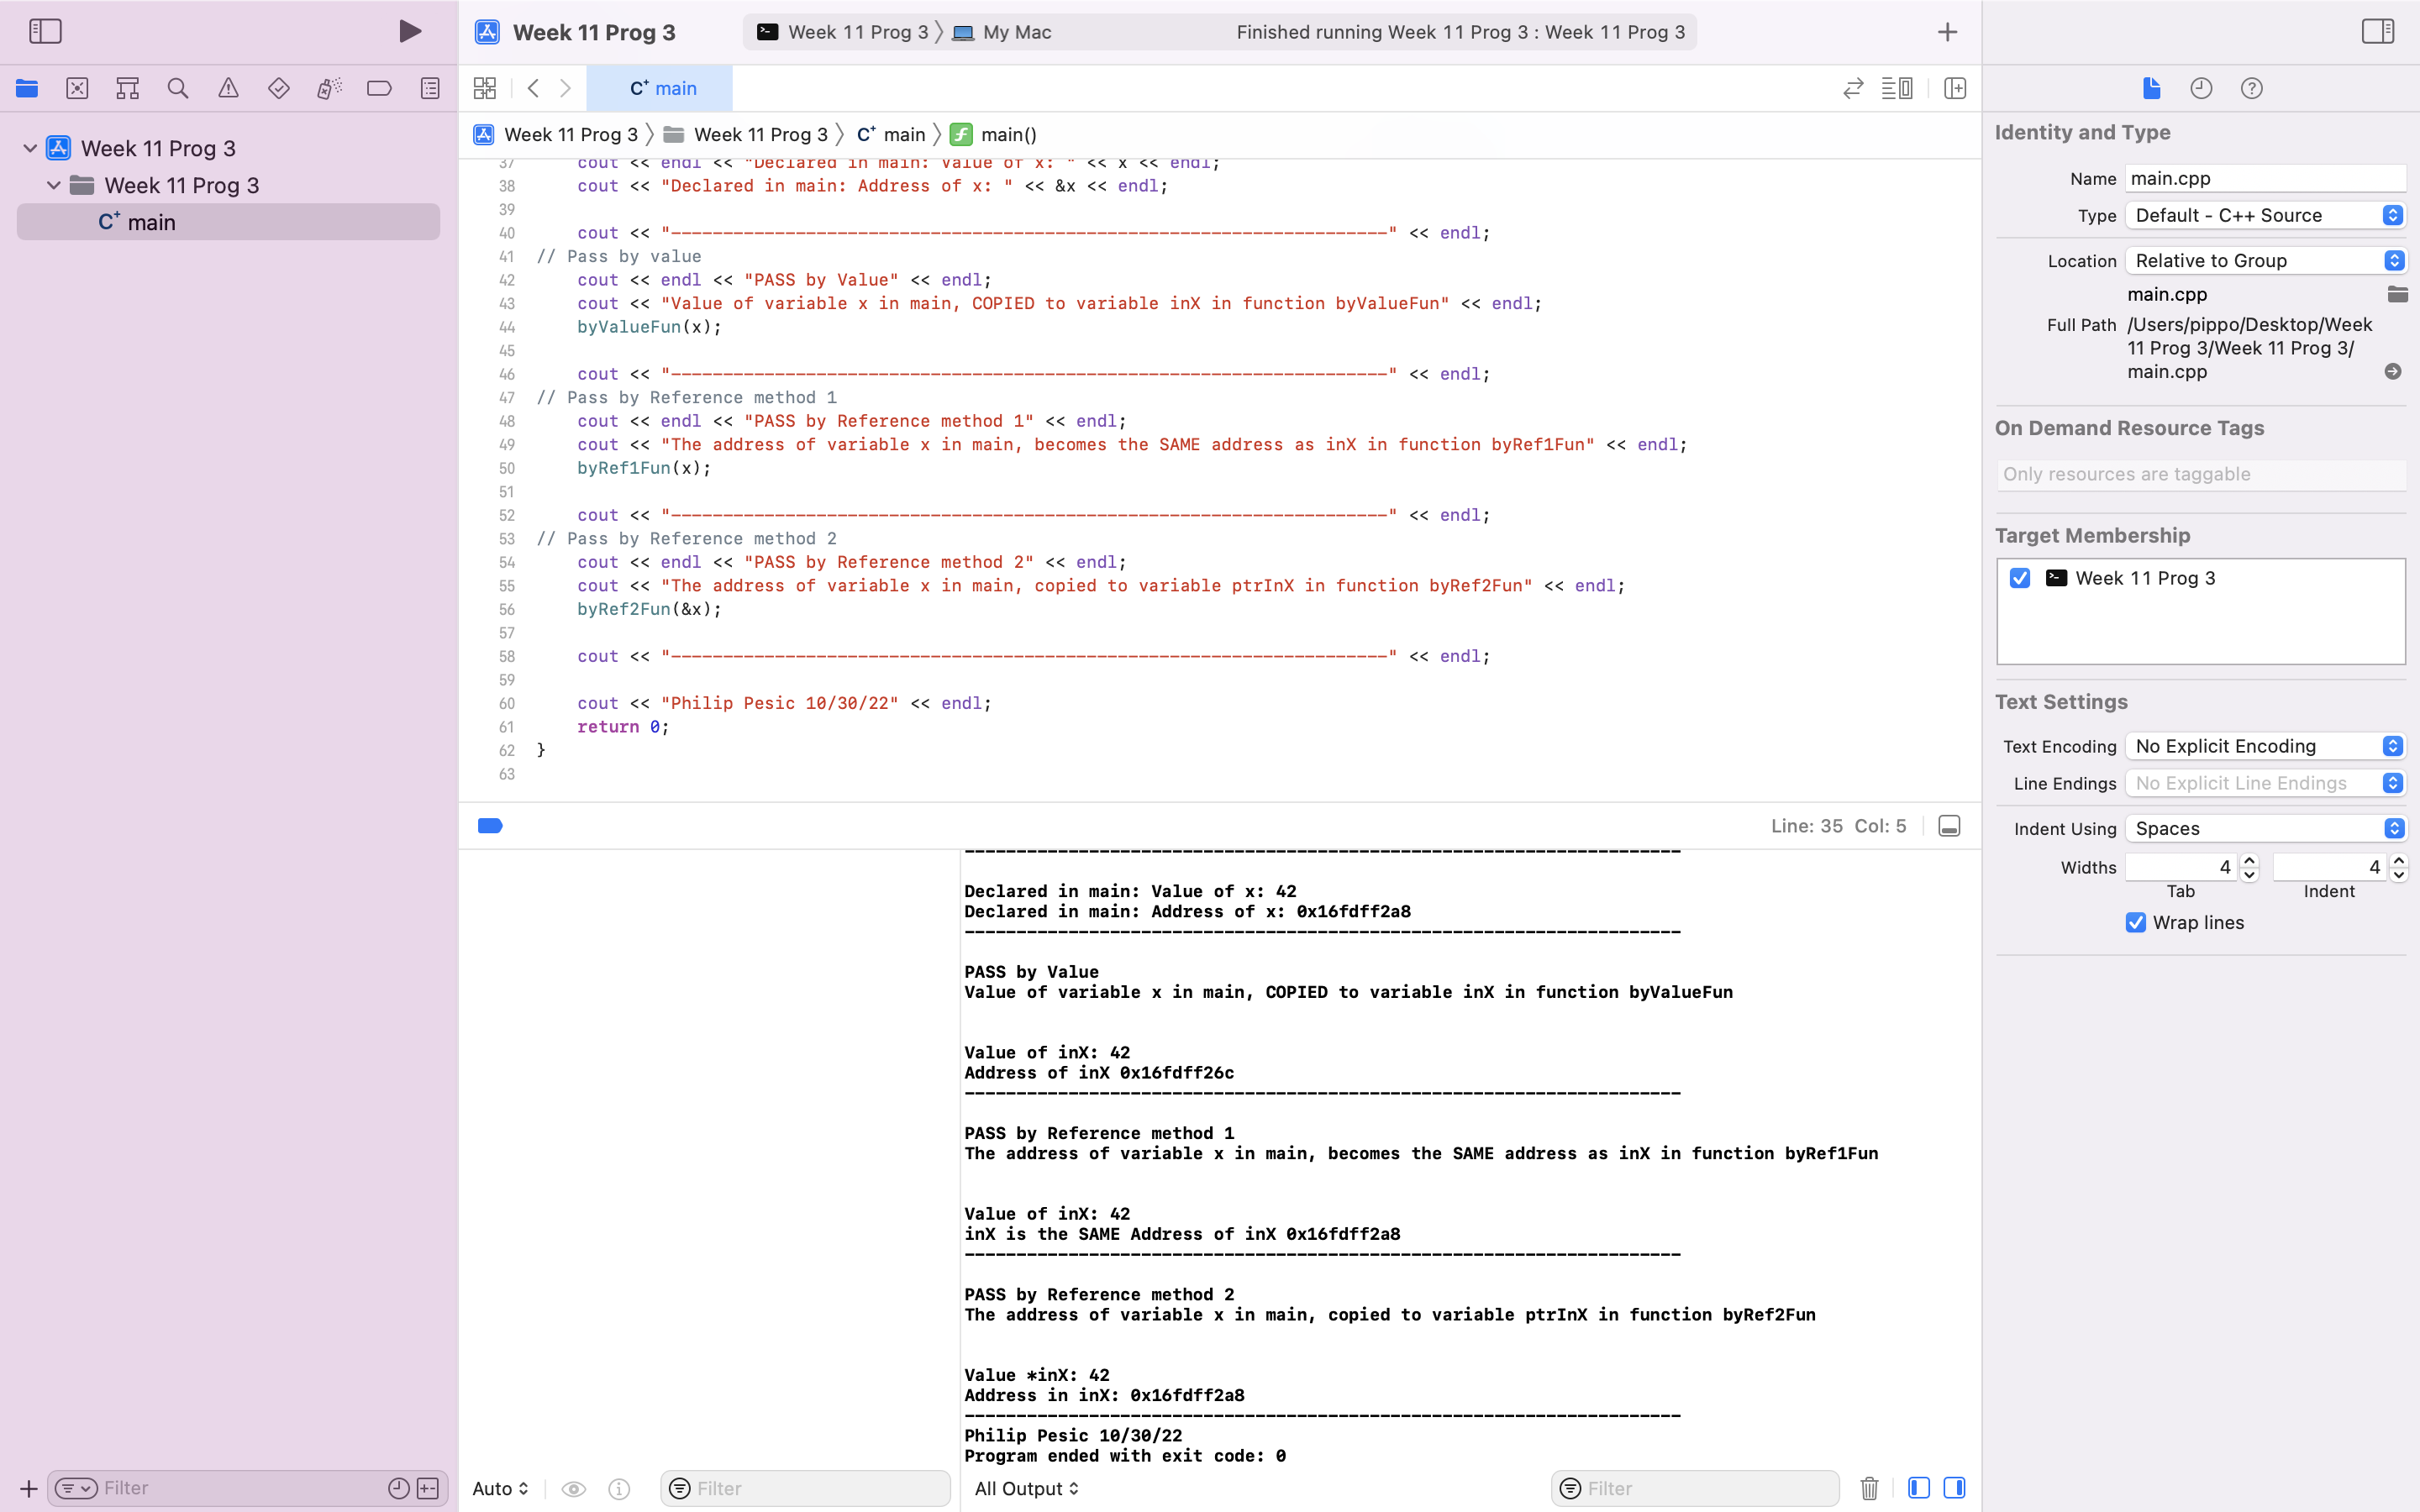 Week 11 Prog 3
Week 11 Prog 3
My Mac
Finished running Week 11 Prog 3 : Week 11 Prog 3
main
Week 11 Prog 3
Week 11 Prog 3
main
main()
Week 11 Prog 3
Week 11 Prog 3
main
37 cout << endl << "Declared in main: Value of x: " << x << endl;
38 cout << "Declared in main: Address of x: " << &x << endl;
39
40 cout << "---------------------------------------------------------------------" << endl;
41 // Pass by value
42 cout << endl << "PASS by Value" << endl;
43 cout << "Value of variable x in main, COPIED to variable inX in function byValueFun" << endl;
44 byValueFun(x);
45
46 cout << "---------------------------------------------------------------------" << endl;
47 // Pass by Reference method 1
48 cout << endl << "PASS by Reference method 1" << endl;
49 cout << "The address of variable x in main, becomes the SAME address as inX in function byRef1Fun" << endl;
50 byRef1Fun(x);
51
52 cout << "---------------------------------------------------------------------" << endl;
53 // Pass by Reference method 2
54 cout << endl << "PASS by Reference method 2" << endl;
55 cout << "The address of variable x in main, copied to variable ptrInX in function byRef2Fun" << endl;
56 byRef2Fun(&x);
57
58 cout << "---------------------------------------------------------------------" << endl;
59
60 cout << "Philip Pesic 10/30/22" << endl;
61 return 0;
62 }
63
Line: 35 Col: 5
---------------------------------------------------------------------
Declared in main: Value of x: 42
Declared in main: Address of x: 0x16fdff2a8
---------------------------------------------------------------------
PASS by Value
Value of variable x in main, COPIED to variable inX in function byValueFun
Value of inX: 42
Address of inX 0x16fdff26c
---------------------------------------------------------------------
PASS by Reference method 1
The address of variable x in main, becomes the SAME address as inX in function byRef1Fun
Value of inX: 42
inX is the SAME Address of inX 0x16fdff2a8
---------------------------------------------------------------------
PASS by Reference method 2
The address of variable x in main, copied to variable ptrInX in function byRef2Fun
Value *inX: 42
Address in inX: 0x16fdff2a8
---------------------------------------------------------------------
Philip Pesic 10/30/22
Program ended with exit code: 0
Filter
Auto
Filter
All Output
Filter
Identity and Type
Name main.cpp
Type Default - C++ Source
Location Relative to Group
main.cpp
Full Path /Users/pippo/Desktop/Week
11 Prog 3/Week 11 Prog 3/
main.cpp
On Demand Resource Tags
Only resources are taggable
Target Membership
Week 11 Prog 3
Text Settings
Text Encoding No Explicit Encoding
Line Endings No Explicit Line Endings
Indent Using Spaces
Widths 4 4
Tab Indent
Wrap lines